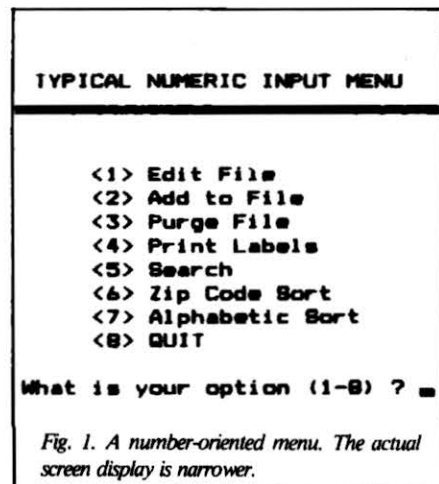 TYPICAL NUMERIC INPUT MENU
<1> Edit File
<2> Add to File
<3> Purge File
<4> Print Labels
<5> Search
<6> Zip Code Sort
<7> Alphabetic Sort
<8> QUIT
What is your option (1-8) ?
Fig. 1. A number-oriented menu. The actual
screen display is narrower.